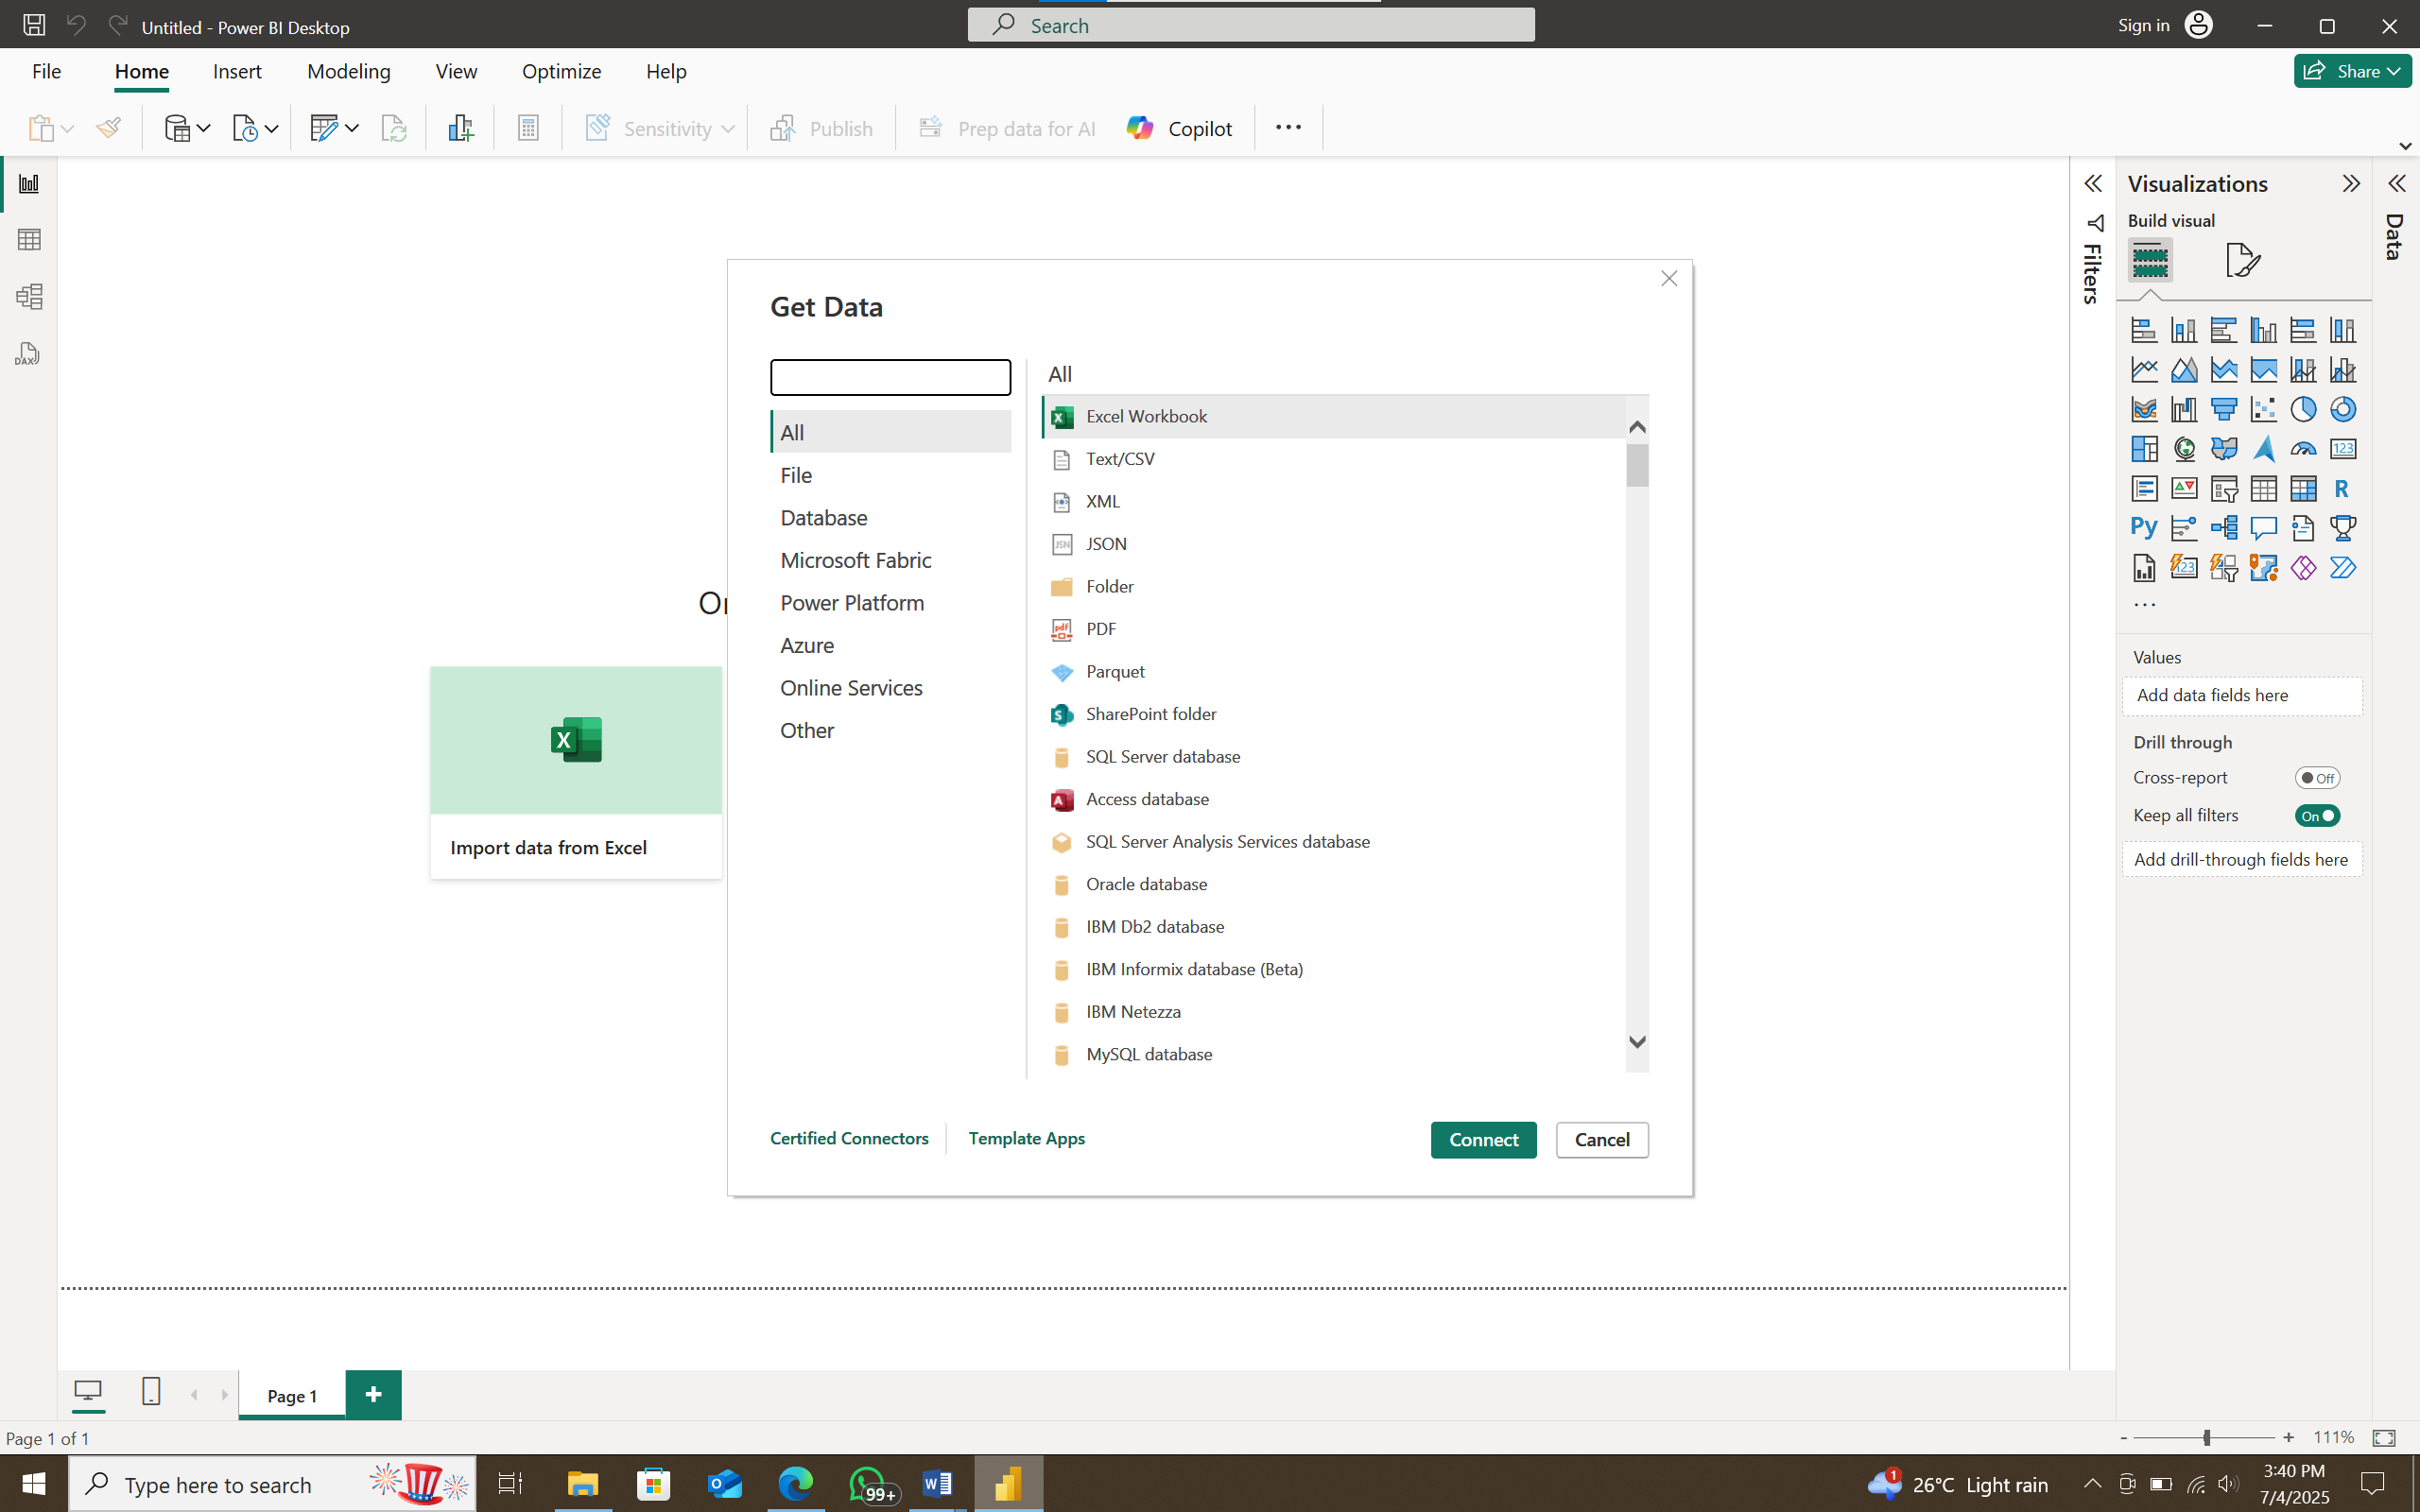 Untitled - Power BI Desktop
Search
Sign in
File
Home
Insert
Modeling
View
Optimize
Help
Share
Sensitivity
Publish
Prep data for AI
Copilot
DAX
Filters
Visualizations
Build visual
Data
123
R
Py
123
Values
Add data fields here
Drill through
Cross-report
Off
Keep all filters
On
Add drill-through fields here
Import data from Excel
Get Data
All
File
Database
Microsoft Fabric
Power Platform
Azure
Online Services
Other
All
Excel Workbook
Text/CSV
XML
JSON
Folder
PDF
Parquet
SharePoint folder
SQL Server database
Access database
SQL Server Analysis Services database
Oracle database
IBM Db2 database
IBM Informix database (Beta)
IBM Netezza
MySQL database
Certified Connectors
Template Apps
Connect
Cancel
Page 1
Page 1 of 1
111%
Type here to search
99+
1
26°C Light rain
3:40 PM
7/4/2025